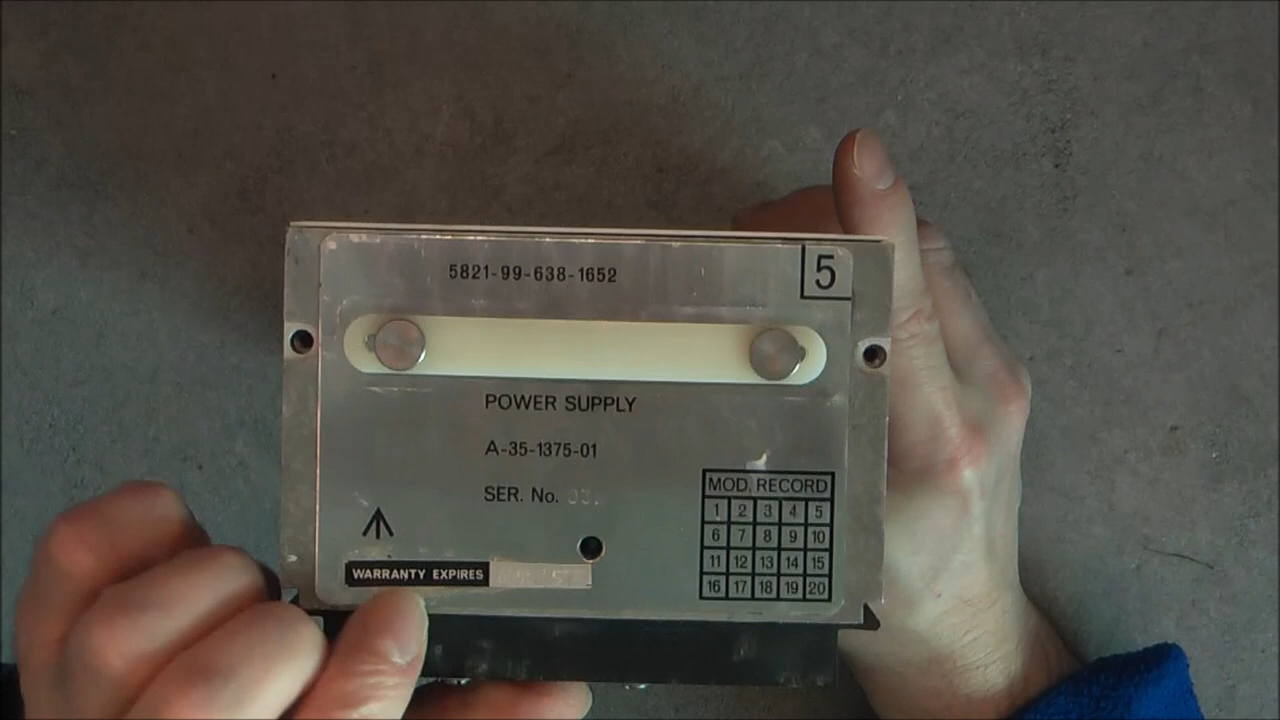 5821-99-638-1652
5
POWER SUPPLY
A-35-1375-01
SER. No.
MOD. RECORD
1 2 3 4 5
6 7 8 9 10
11 12 13 14 15
16 17 18 19 20
WARRANTY EXPIRES